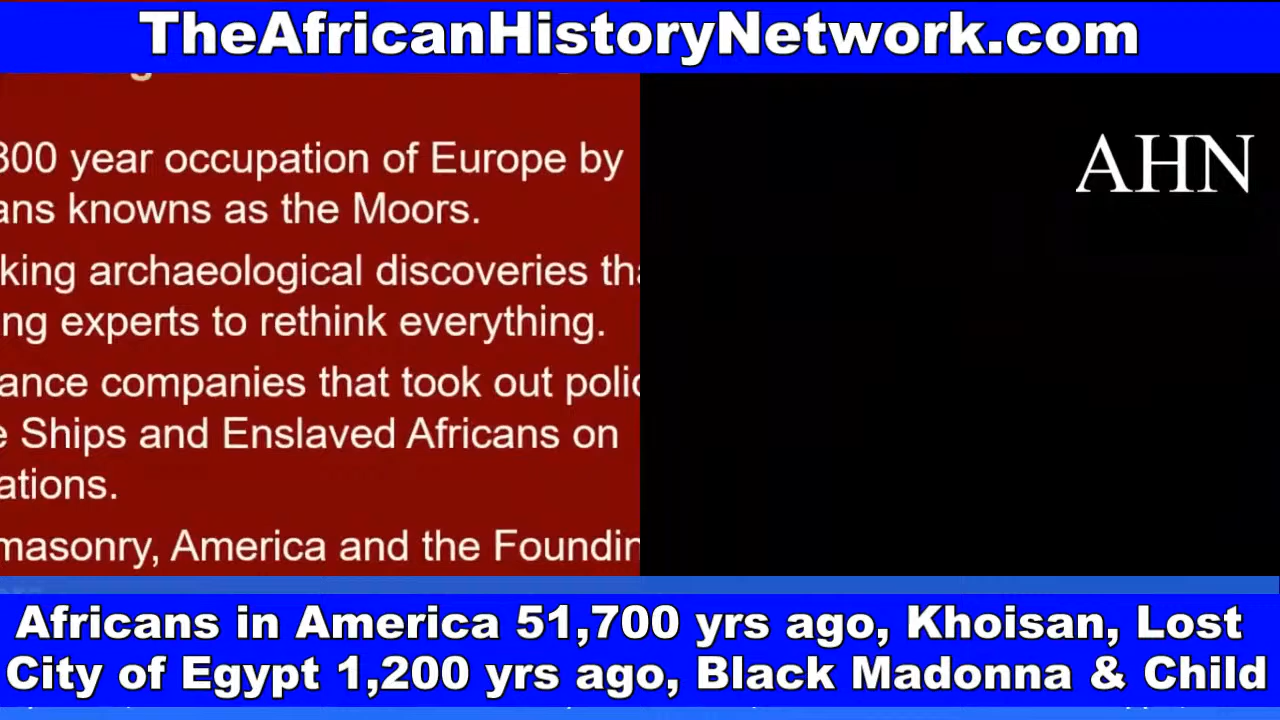 TheAfricanHistoryNetwork.com
AHN
300 year occupation of Europe by
ans knowns as the Moors.
king archaeological discoveries tha
ng experts to rethink everything.
ance companies that took out polic
e Ships and Enslaved Africans on
ations.
masonry, America and the Foundin
Africans in America 51,700 yrs ago, Khoisan, Lost
City of Egypt 1,200 yrs ago, Black Madonna & Child